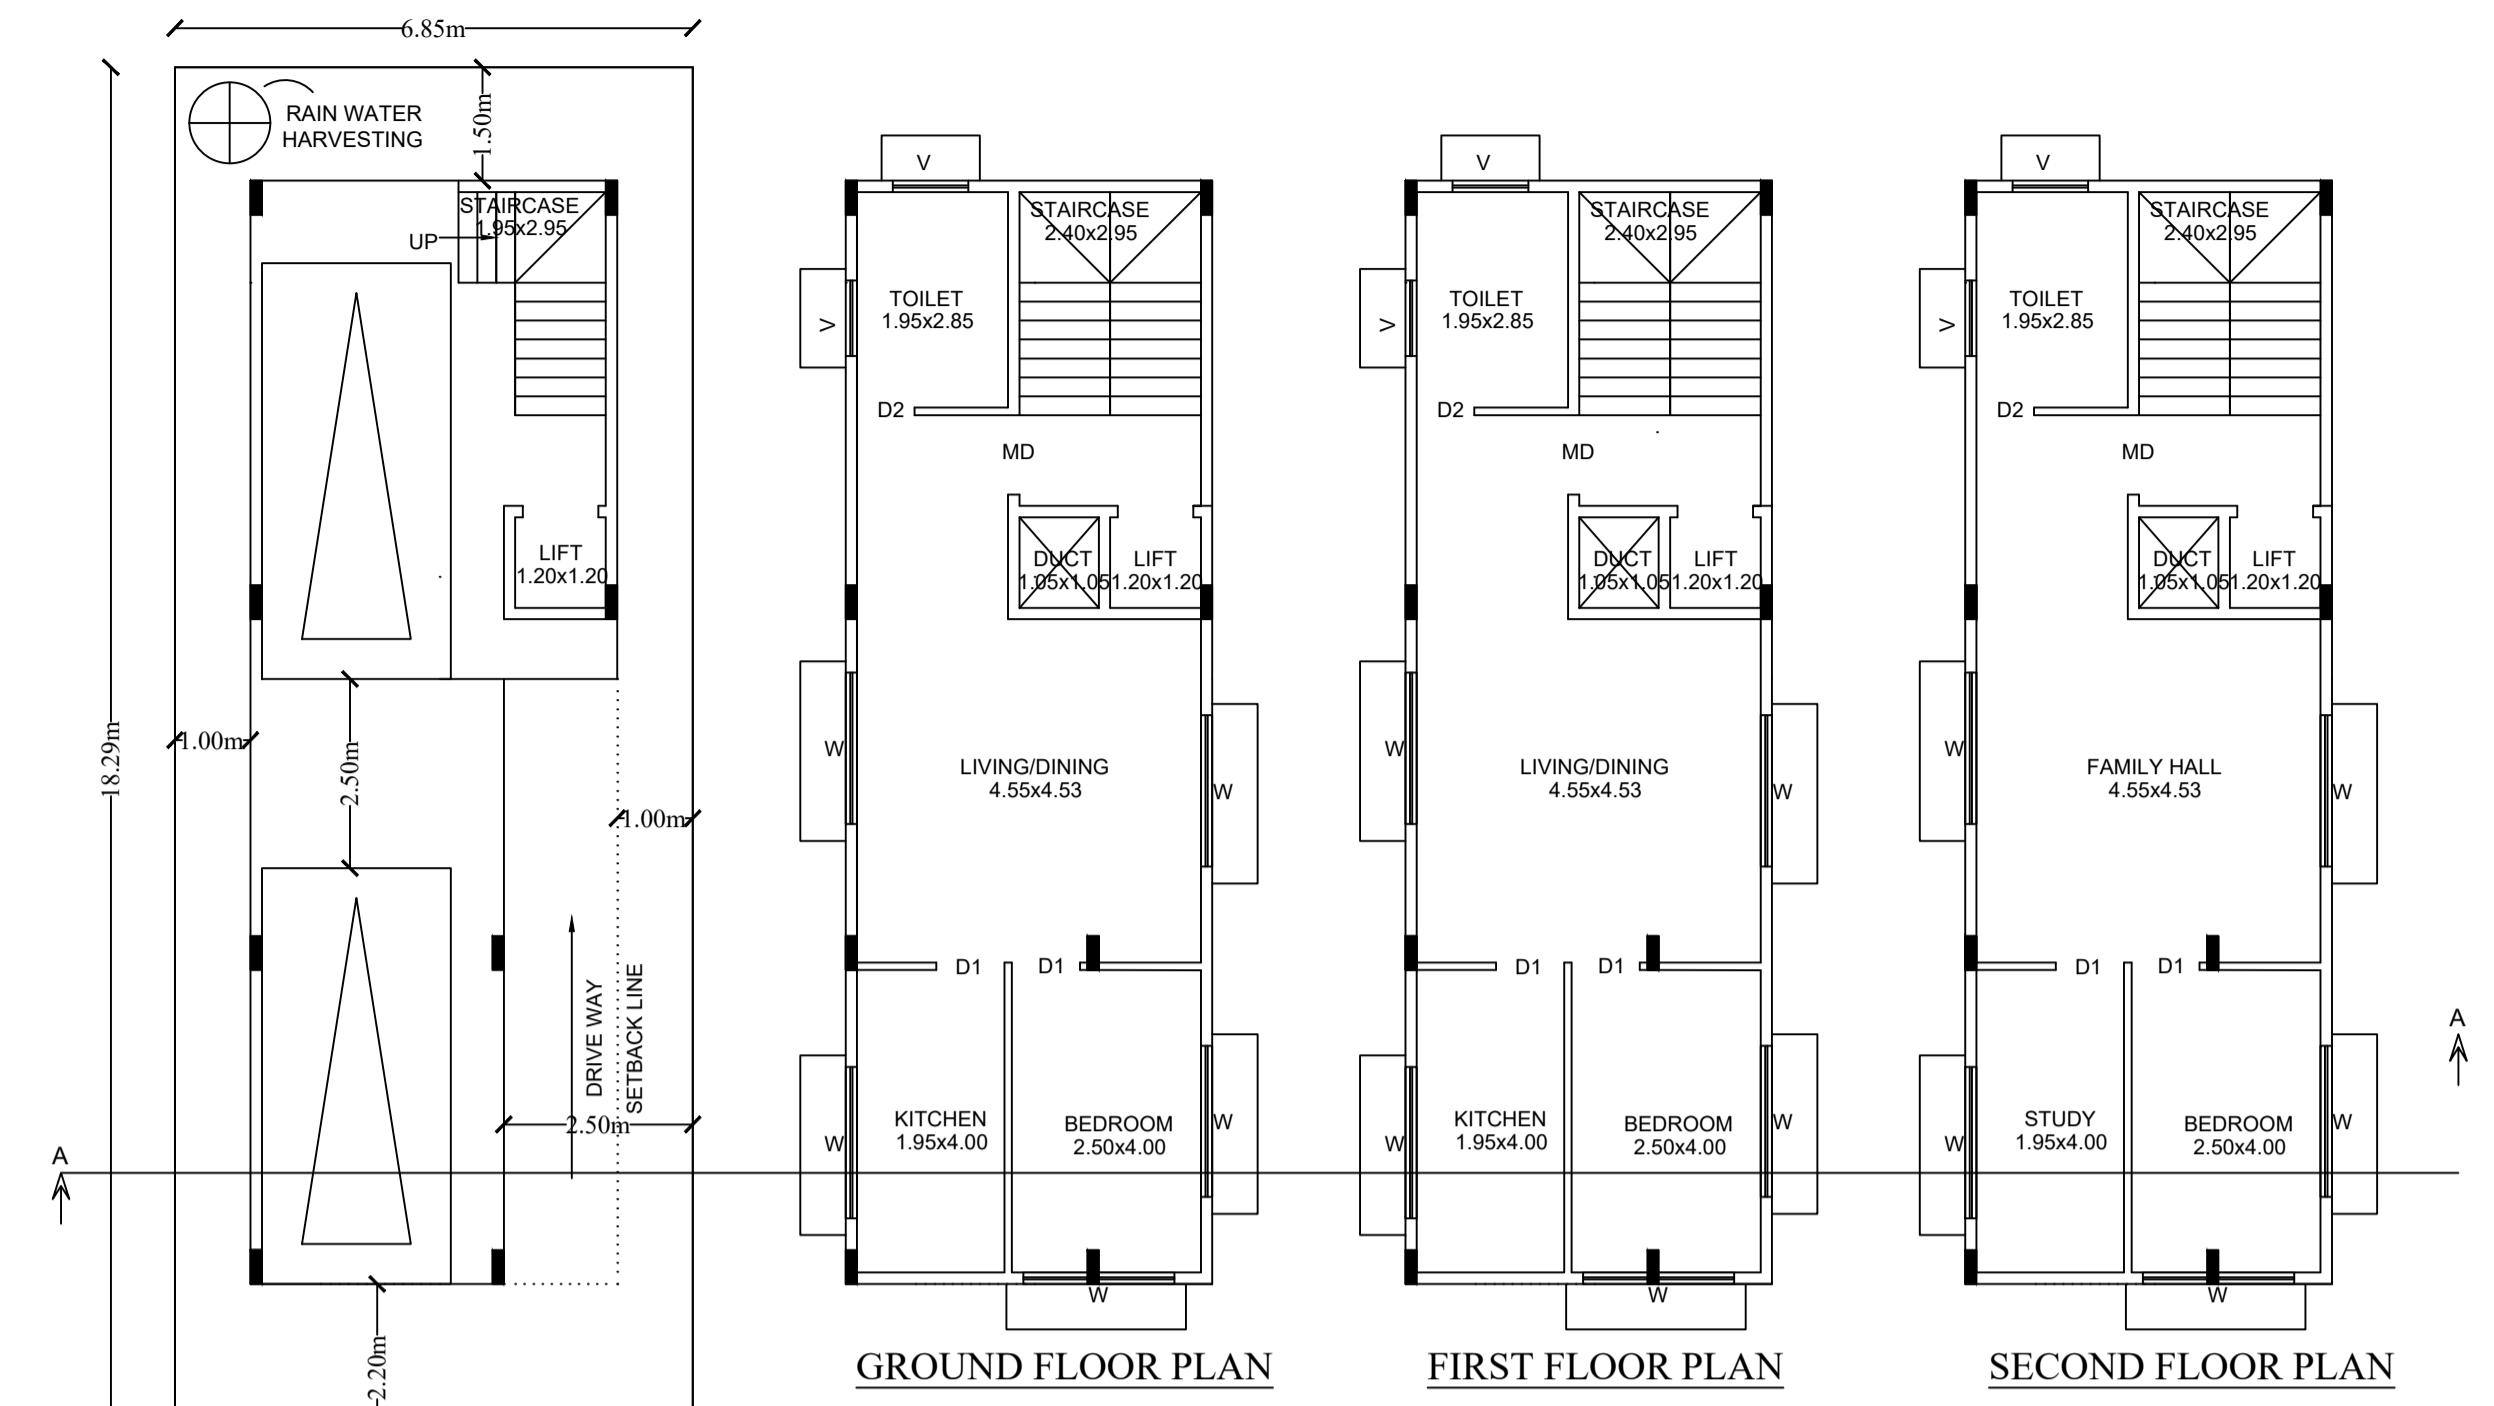 6.85m
18.29m
RAIN WATER
HARVESTING
1.50m
STAIRCASE
1.95x2.95
UP
LIFT
1.20x1.20
1.00m
2.50m
1.00m
DRIVE WAY
SETBACK LINE
2.50m
A
2.20m
V
STAIRCASE
2.40x2.95
TOILET
1.95x2.85
V
D2
MD
DUCT
1.05x1.05
LIFT
1.20x1.20
W
LIVING/DINING
4.55x4.53
W
D1
D1
KITCHEN
1.95x4.00
BEDROOM
2.50x4.00
W
W
W
GROUND FLOOR PLAN
V
STAIRCASE
2.40x2.95
TOILET
1.95x2.85
V
D2
MD
DUCT
1.05x1.05
LIFT
1.20x1.20
W
LIVING/DINING
4.55x4.53
W
D1
D1
KITCHEN
1.95x4.00
BEDROOM
2.50x4.00
W
W
W
FIRST FLOOR PLAN
V
STAIRCASE
2.40x2.95
TOILET
1.95x2.85
V
D2
MD
DUCT
1.05x1.05
LIFT
1.20x1.20
W
FAMILY HALL
4.55x4.53
W
D1
D1
STUDY
1.95x4.00
BEDROOM
2.50x4.00
W
W
W
A
SECOND FLOOR PLAN